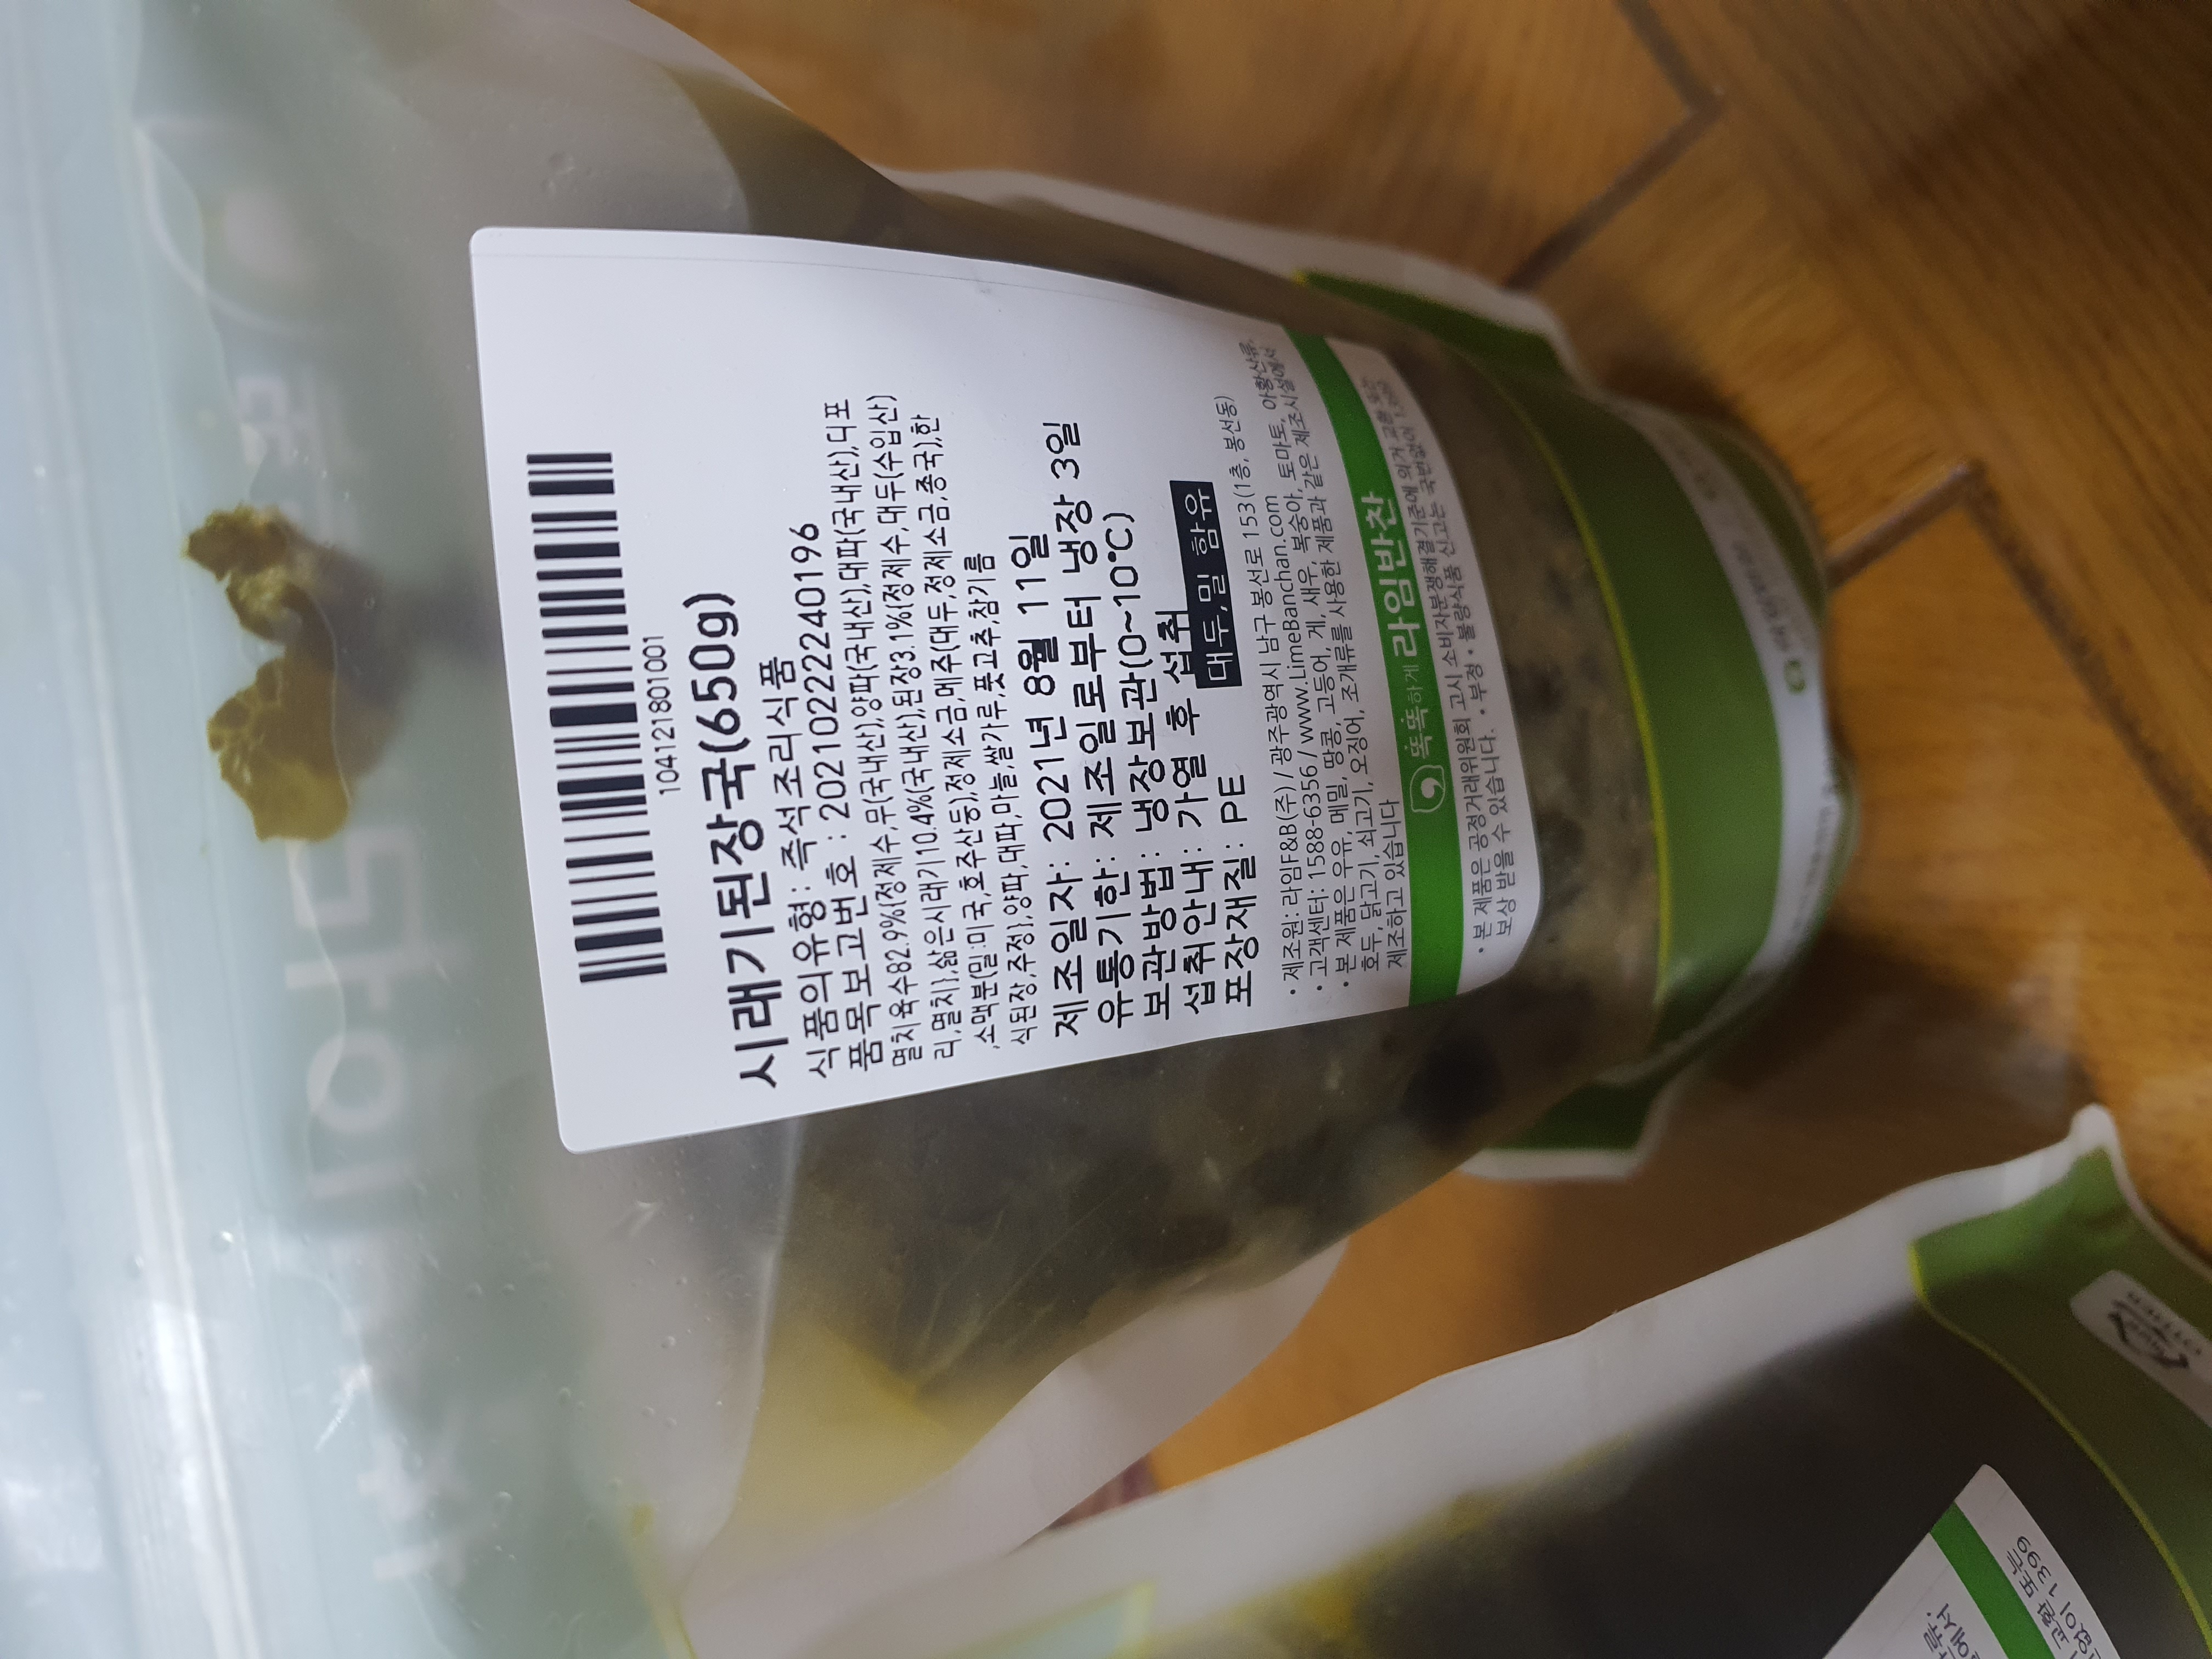 104121801001
시래기된장국(650g)
식품의유형: 즉석조리식품
품목보고번호: 20210222240196
멸치육수82.9%{정제수,무(국내산),양파(국내산),대파(국내산),디포
리,멸치},삶은시래기10.4%(국내산),된장3.1%{정제수,대두(수입산)
,소맥분(밀:미국,호주산등),정제소금,메주(대두,정제소금,종국),한
식된장,주정},양파,대파,마늘,쌀가루,풋고추,참기름
제조일자: 2021년 8월 11일
유통기한: 제조일로부터 냉장 3일
보관방법: 냉장보관(0~10℃)
섭취안내: 가열 후 섭취
포장재질: PE
대두,밀 함유
• 제조원: 라임F&B(주) / 광주광역시 남구 봉선로 153(1층, 봉선동)
• 고객센터: 1588-6356 / www.LimeBanchan.com
• 본 제품은 우유, 메밀, 땅콩, 고등어, 게, 새우, 복숭아, 토마토, 아황산류,
호두, 닭고기, 쇠고기, 오징어, 조개류를 사용한 제품과 같은 제조시설에서
제조하고 있습니다
똑똑하게 라임반찬
• 본 제품은 공정거래위원회 고시 소비자분쟁해결기준에 의거 교환 또는
보상 받을 수 있습니다. • 부정 • 불량식품 신고는 국번없이 1399
교환 또는
없이 1399